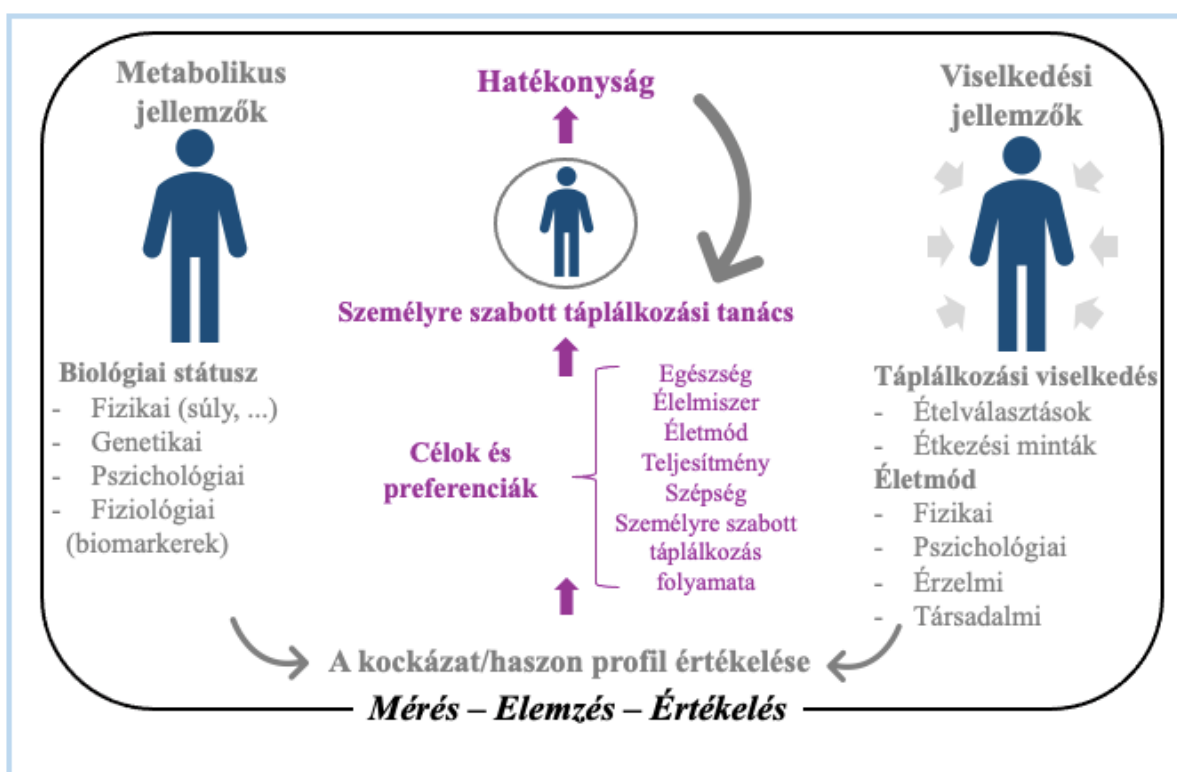 Metabolikus
jellemzők
Biológiai státusz
- Fizikai (súly, ...)
- Genetikai
- Pszichológiai
- Fiziológiai
(biomarkerek)
Hatékonyság
Személyre szabott táplálkozási tanács
Célok és
preferenciák
Egészség
Élelmiszer
Életmód
Teljesítmény
Szépség
Személyre szabott
táplálkozás
folyamata
Viselkedési
jellemzők
Táplálkozási viselkedés
- Ételválasztások
- Étkezési minták
Életmód
- Fizikai
- Pszichológiai
- Érzelmi
- Társadalmi
A kockázat/haszon profil értékelése
Mérés – Elemzés – Értékelés